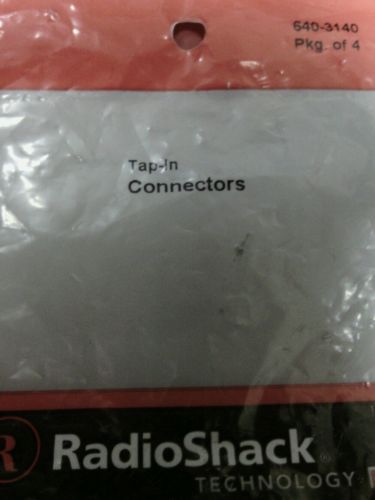 640-3140
Pkg. of 4
Tap-In
Connectors
R RadioShack®
TECHNOLOGY